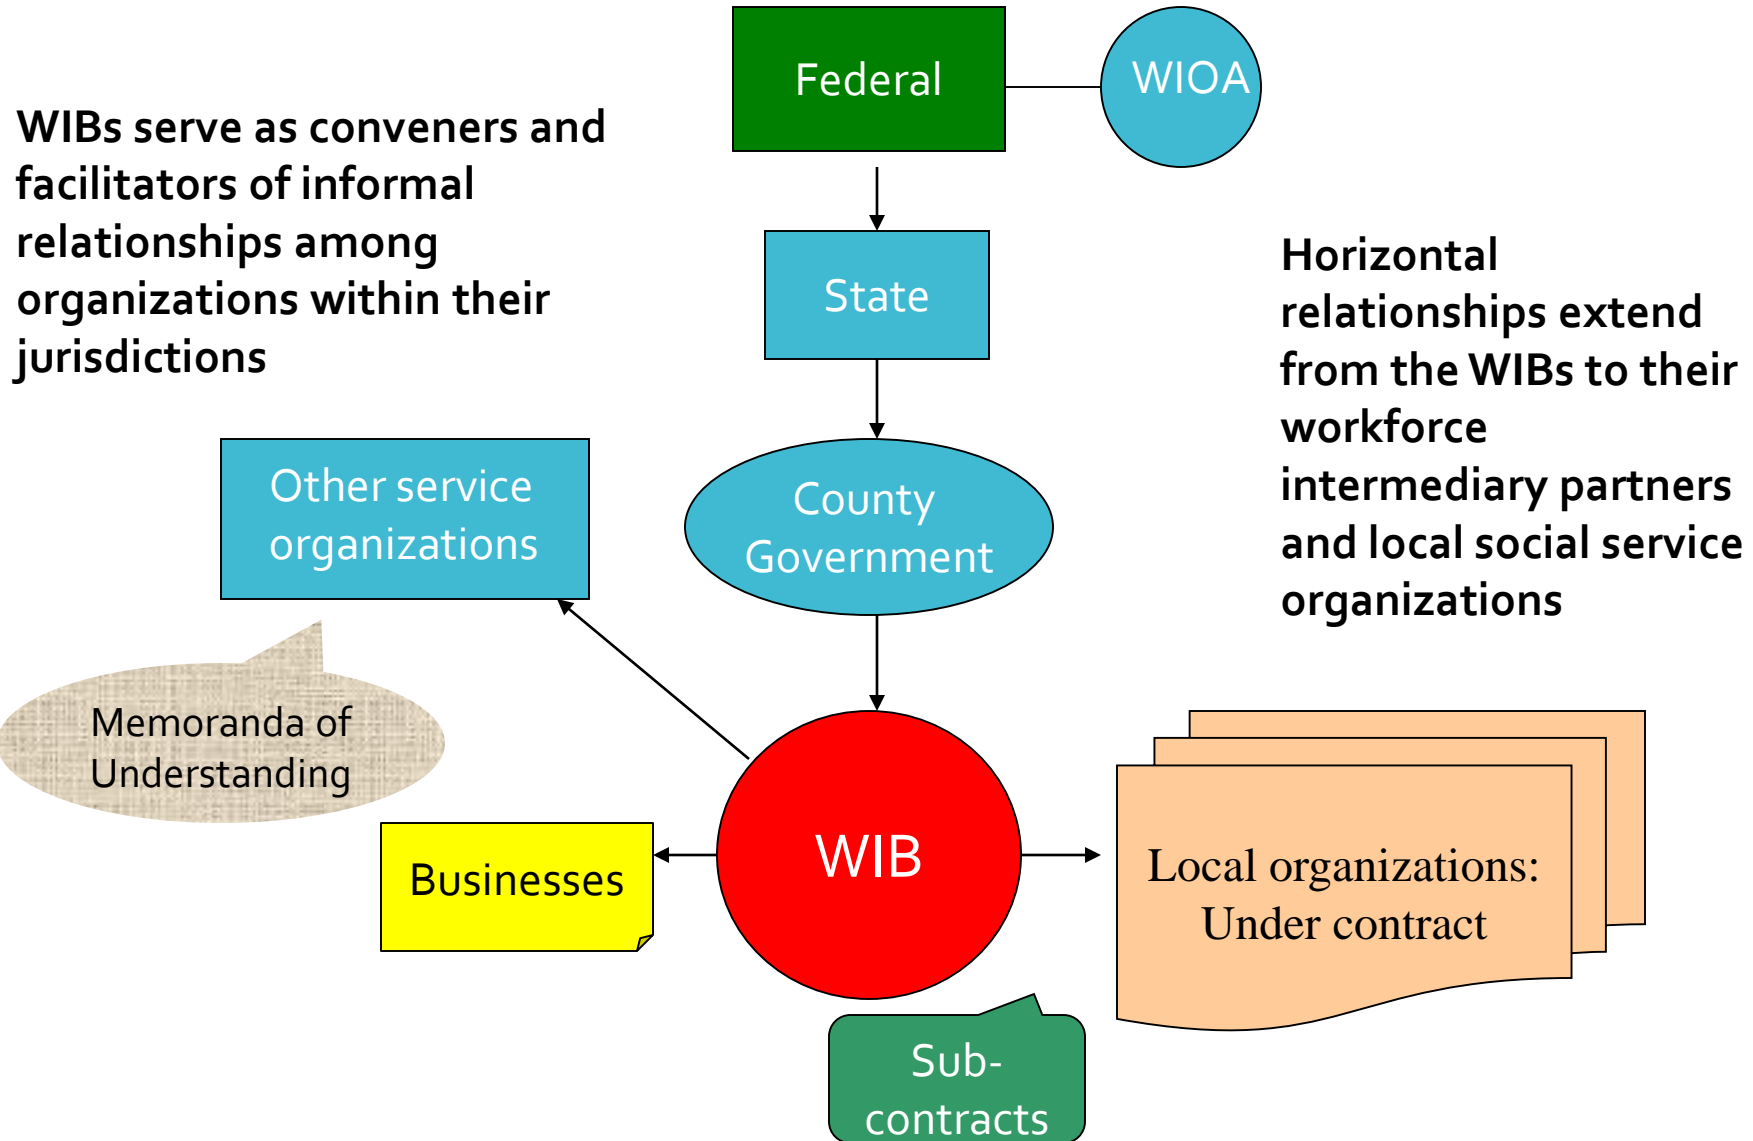 Federal
WIOA
WIBs serve as conveners and
facilitators of informal
relationships among
organizations within their
jurisdictions
State
Horizontal
relationships extend
from the WIBs to their
workforce
intermediary partners
and local social service
organizations
Other service
organizations
County
Government
Memoranda of
Understanding
Businesses
WIB
Local organizations:
Under contract
Sub-
contracts